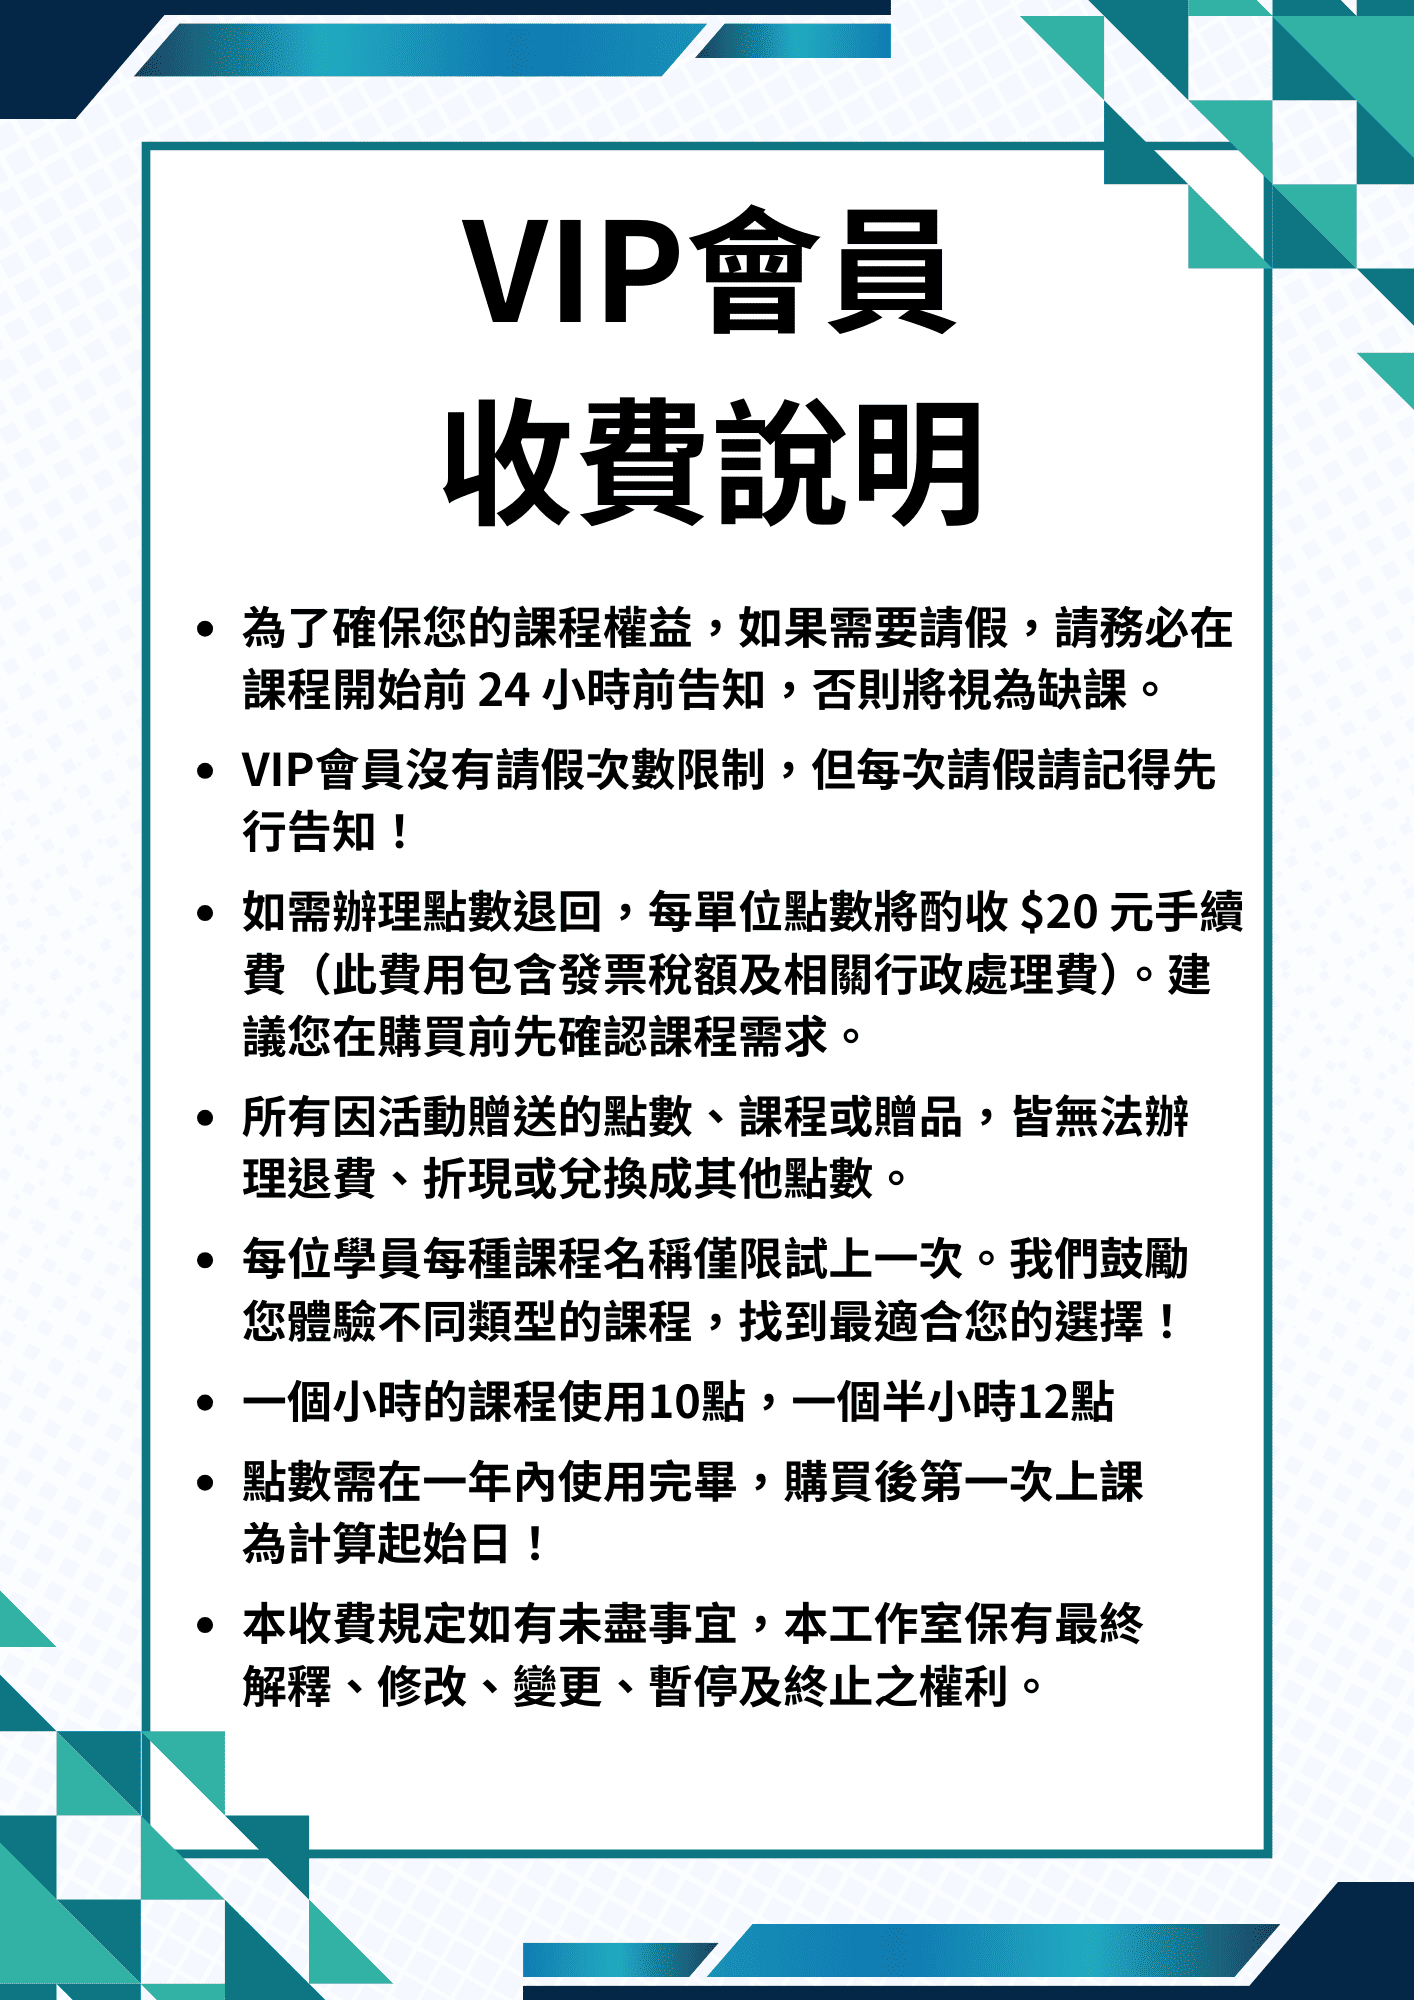 VIP會員
收費說明
• 為了確保您的課程權益，如果需要請假，請務必在
課程開始前 24 小時前告知，否則將視為缺課。
• VIP會員沒有請假次數限制，但每次請假請記得先
行告知！
• 如需辦理點數退回，每單位點數將酌收 $20 元手續
費（此費用包含發票稅額及相關行政處理費）。建
議您在購買前先確認課程需求。
• 所有因活動贈送的點數、課程或贈品，皆無法辦
理退費、折現或兌換成其他點數。
• 每位學員每種課程名稱僅限試上一次。我們鼓勵
您體驗不同類型的課程，找到最適合您的選擇！
• 一個小時的課程使用10點，一個半小時12點
• 點數需在一年內使用完畢，購買後第一次上課
為計算起始日！
• 本收費規定如有未盡事宜，本工作室保有最終
解釋、修改、變更、暫停及終止之權利。